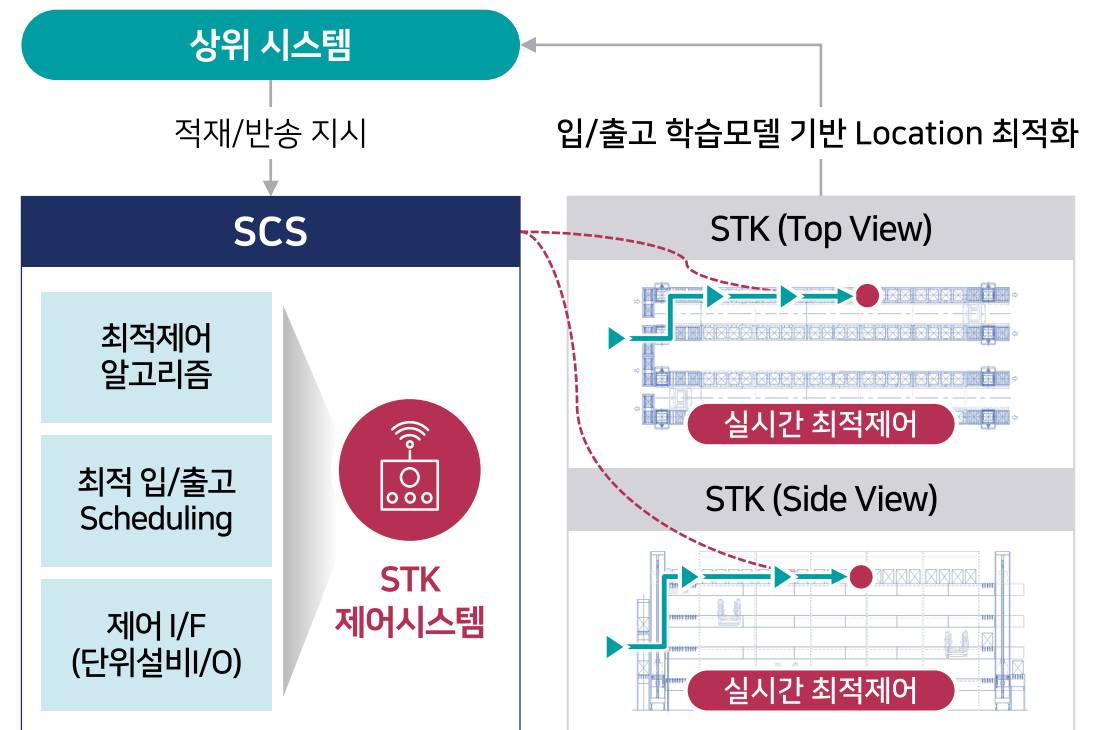 상위 시스템
적재/반송 지시
입/출고 학습모델 기반 Location 최적화
SCS
최적제어
알고리즘
최적 입/출고
Scheduling
제어 I/F
(단위설비I/O)
STK
제어시스템
STK (Top View)
실시간 최적제어
STK (Side View)
실시간 최적제어